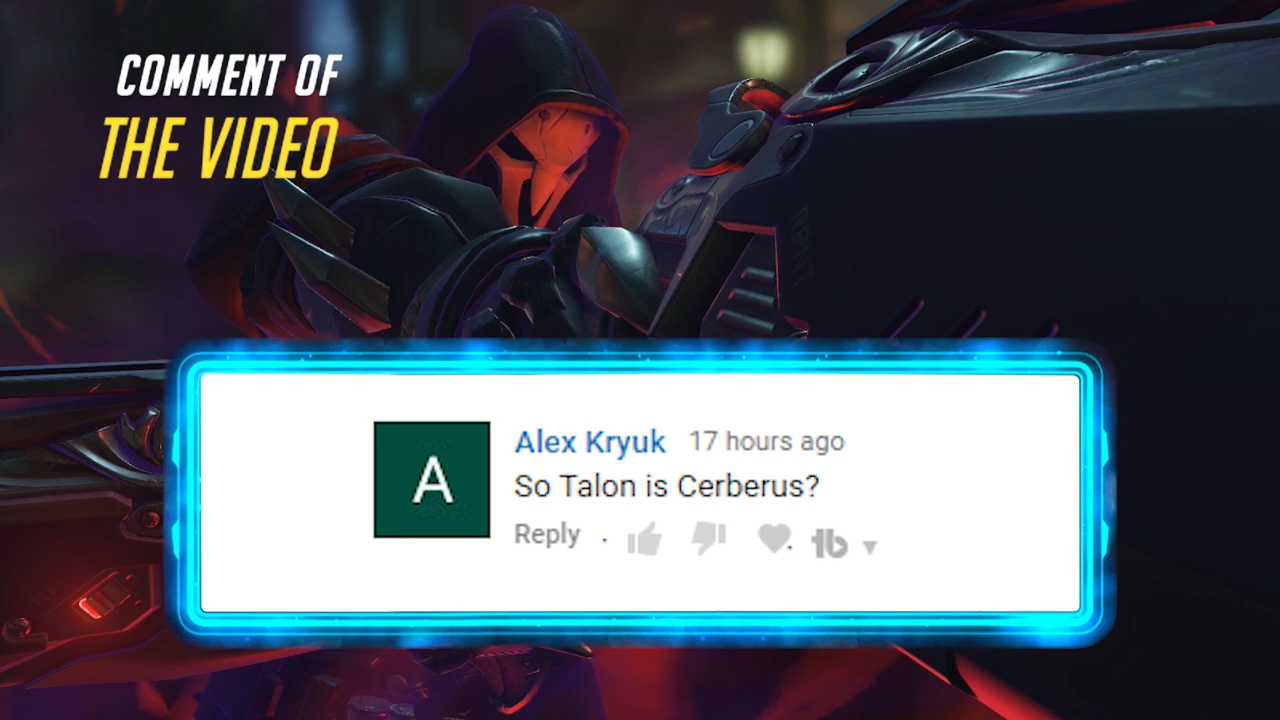 COMMENT OF
THE VIDEO
A
Alex Kryuk 17 hours ago
So Talon is Cerberus?
Reply